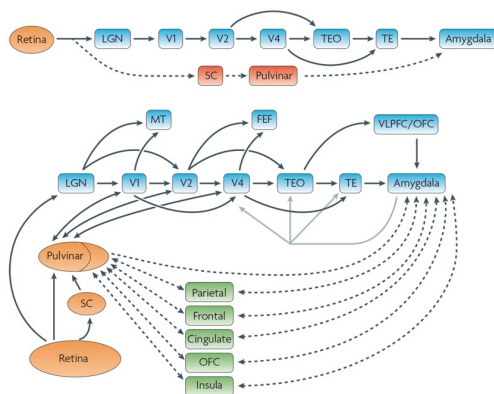 Retina LGN V1 V2 V4 TEO TE Amygdala
SC Pulvinar
MT FEF VLPFC/OFC
LGN V1 V2 V4 TEO TE Amygdala
Pulvinar
Parietal
SC
Frontal
Cingulate
Retina
OFC
Insula